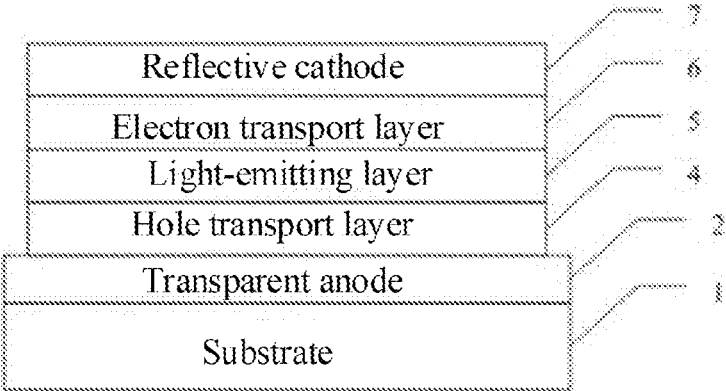 7
Reflective cathode
6
Electron transport layer
5
Light-emitting layer
4
Hole transport layer
2
Transparent anode
1
Substrate